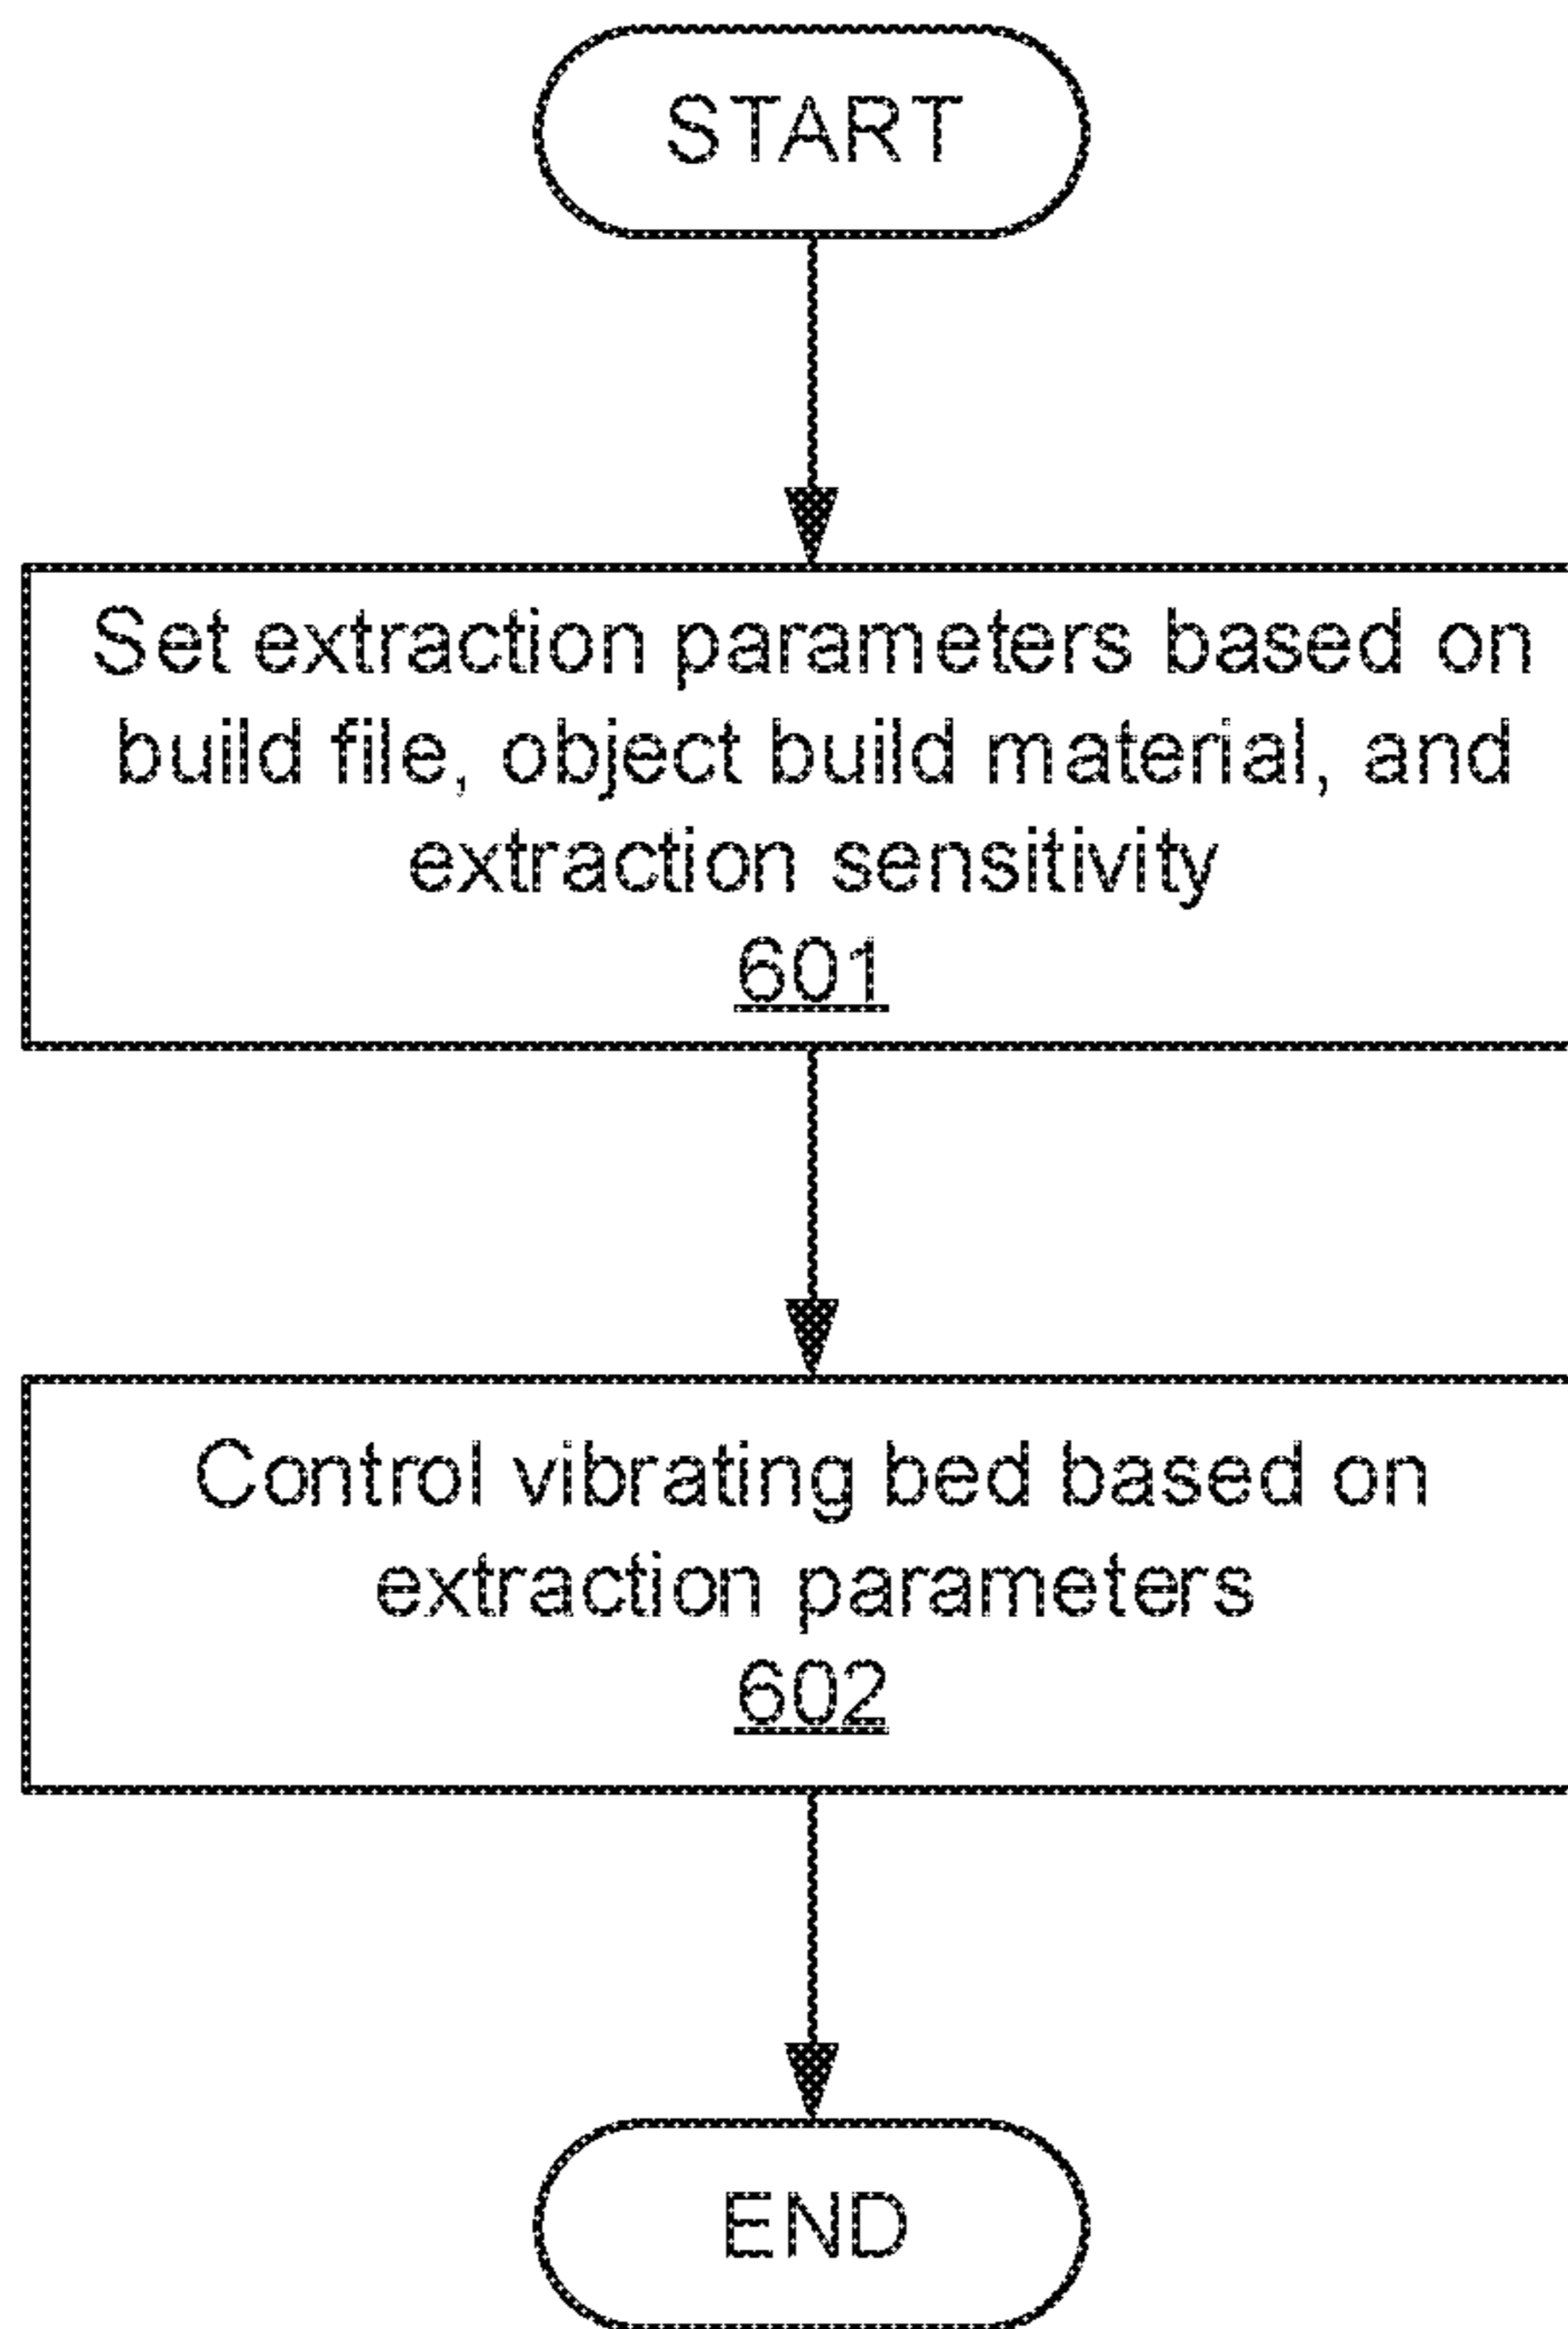 START
Set extraction parameters based on
build file, object build material, and
extraction sensitivity
601
Control vibrating bed based on
extraction parameters
602
END